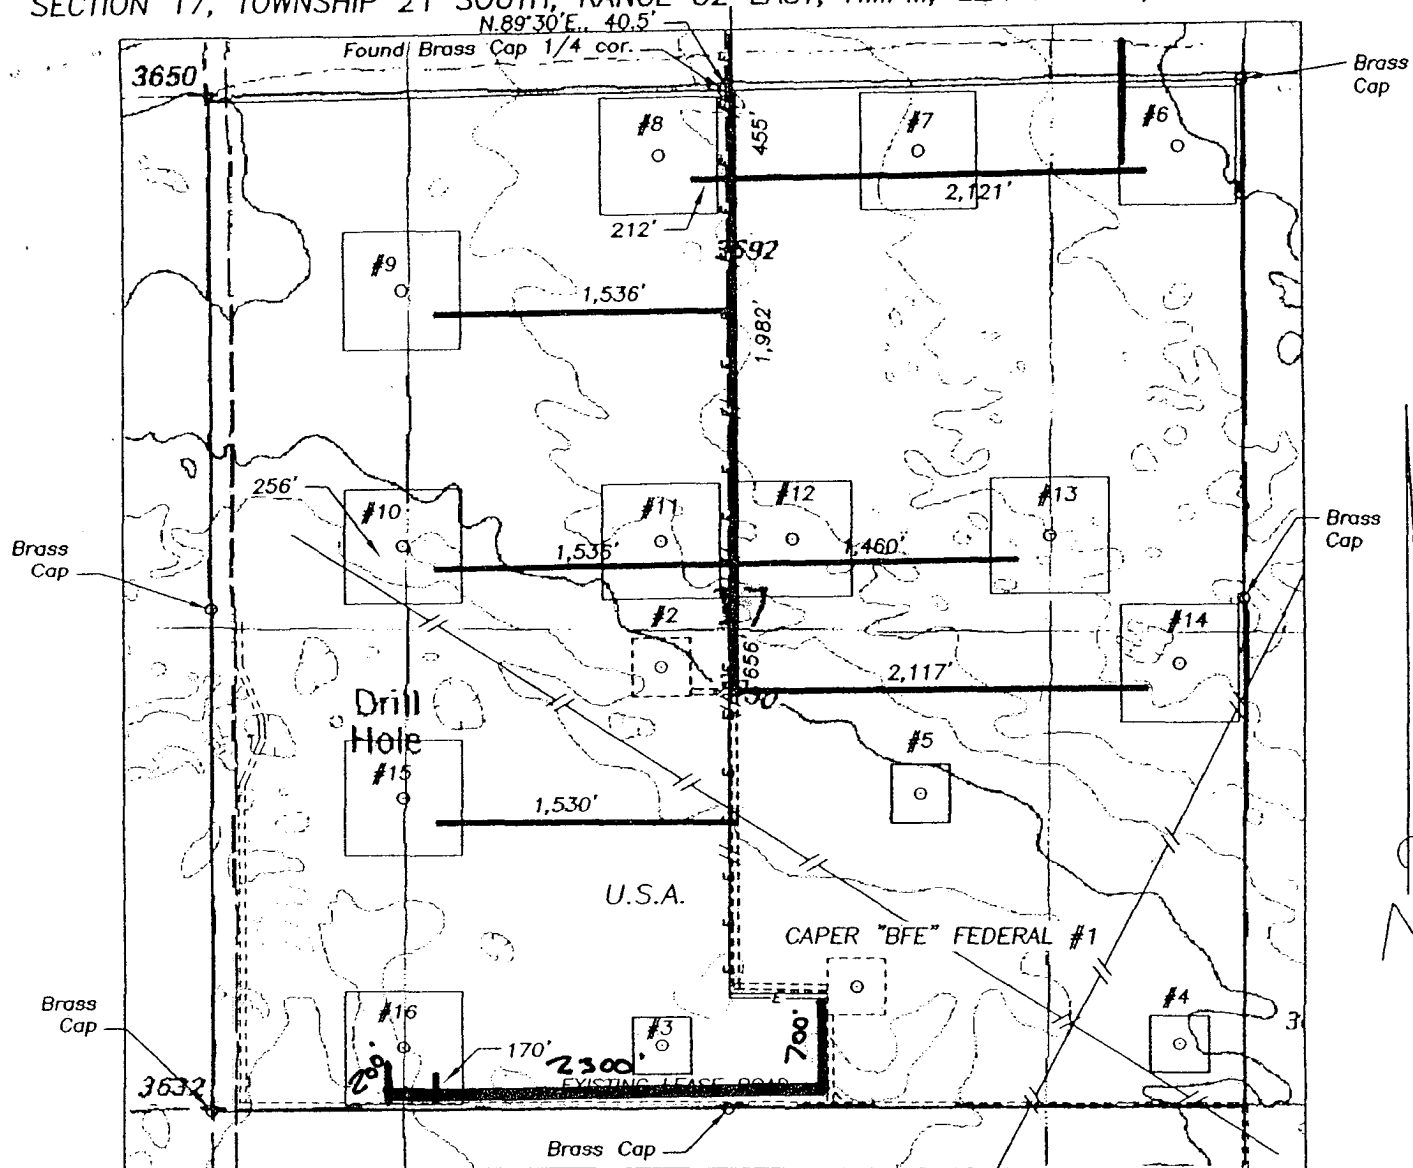 SECTION 17, TOWNSHIP 21 SOUTH, RANGE 32 EAST,
N.89°30'E., 40.5'
Found Brass Cap 1/4 cor.
3650
Brass
Cap
#8
455'
#7
#6
2,121'
212'
3692
#9
1,536'
1,982'
256'
#10
#11
#12
#13
1,535'
1,460'
Brass
Cap
Brass
Cap
#2
#14
656'
2,117'
Drill
Hole
#5
#15
1,530'
U.S.A.
CAPER "BFE" FEDERAL #1
E
Brass
Cap
#16
#3
#4
700'
170'
2300'
200'
EXISTING LEASE ROAD
3632
Brass Cap